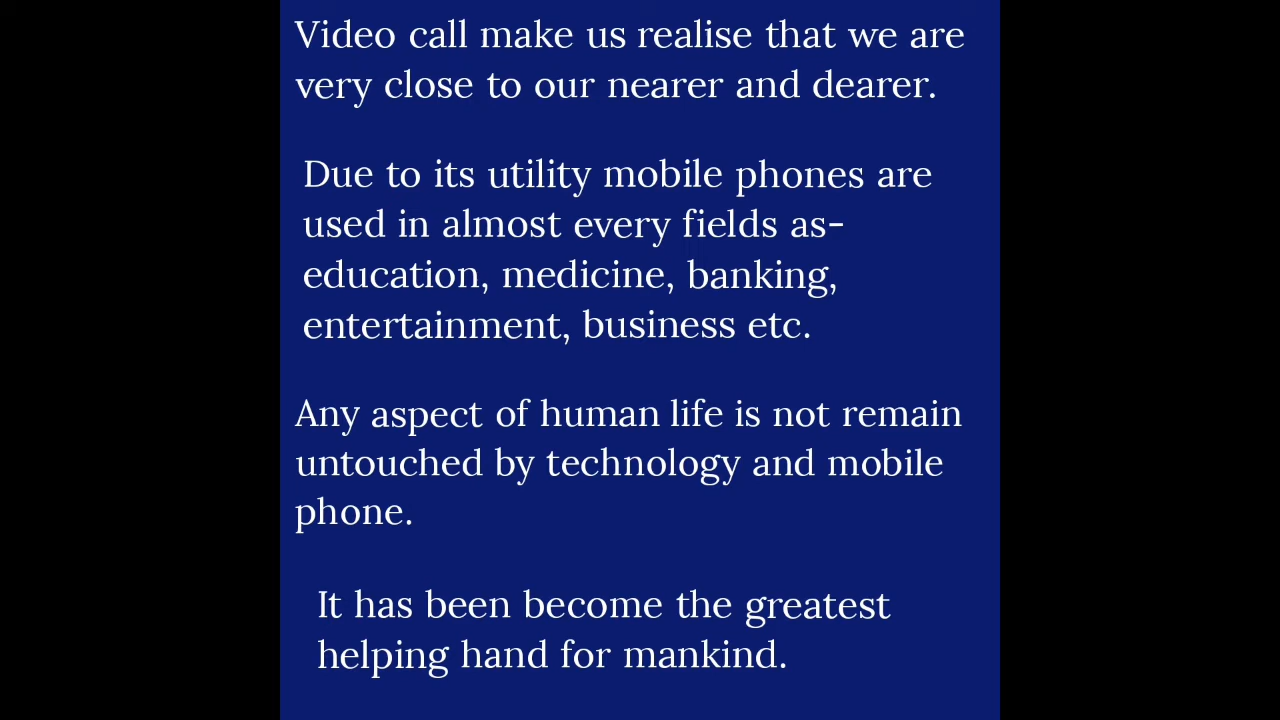 Video call make us realise that we are
very close to our nearer and dearer.
Due to its utility mobile phones are
used in almost every fields as-
education, medicine, banking,
entertainment, business etc.
Any aspect of human life is not remain
untouched by technology and mobile
phone.
It has been become the greatest
helping hand for mankind.